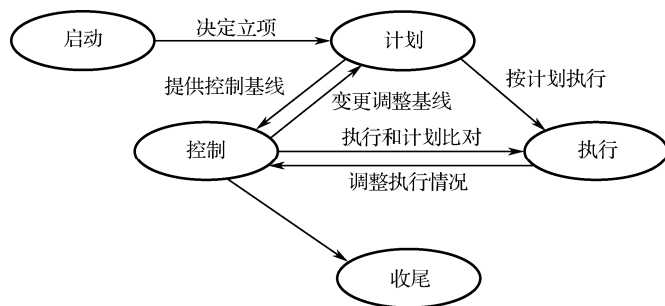 启动
决定立项
计划
提供控制基线
变更调整基线
按计划执行
控制
执行和计划比对
执行
调整执行情况
收尾